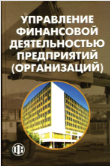 УПРАВЛЕНИЕ
ФИНАНСОВОЙ
ДЕЯТЕЛЬНОСТЬЮ
ПРЕДПРИЯТИЙ
(ОРГАНИЗАЦИЙ)